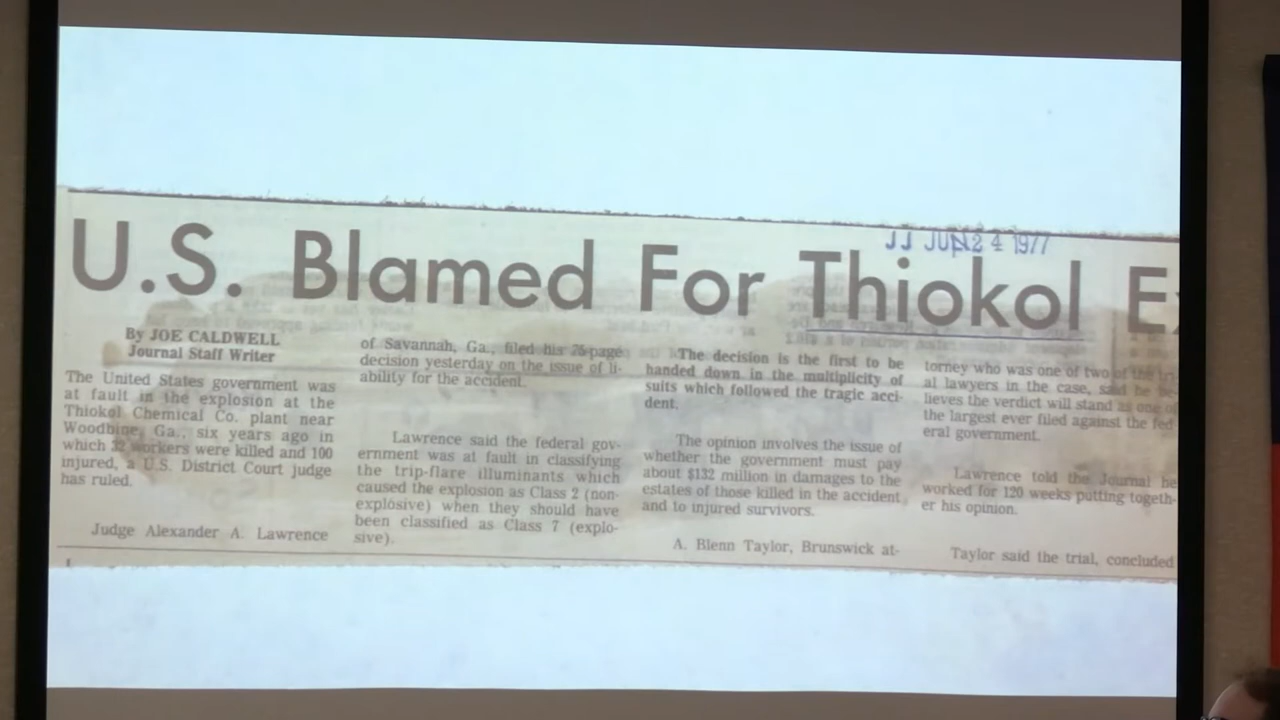 JJ JUN 24 1977
U.S. Blamed For Thiokol
By JOE CALDWELL
Journal Staff Writer
The United States government was
at fault in the explosion at the
Thiokol Chemical Co. plant near
Woodbine, Ga., six years ago in
which 32 workers were killed and 100
injured, a U.S. District Court judge
has ruled.
Judge Alexander A. Lawrence
of Savannah, Ga., filed his 75-page
decision yesterday on the issue of li-
ability for the accident.
Lawrence said the federal gov-
ernment was at fault in classifying
the trip-flare illuminants which
caused the explosion as Class 2 (non-
explosive) when they should have
been classified as Class 7 (explo-
sive).
The decision is the first to be
handed down in the multiplicity of
suits which followed the tragic acci-
dent.
The opinion involves the issue of
whether the government must pay
about $132 million in damages to the
estates of those killed in the accident
and to injured survivors.
A. Blenn Taylor, Brunswick at-
torney who was one of two of the tri-
al lawyers in the case, said he be-
lieves the verdict will stand as one of
the largest ever filed against the fed-
eral government.
Lawrence told the Journal he
worked for 120 weeks putting togeth-
er his opinion.
Taylor said the trial, concluded